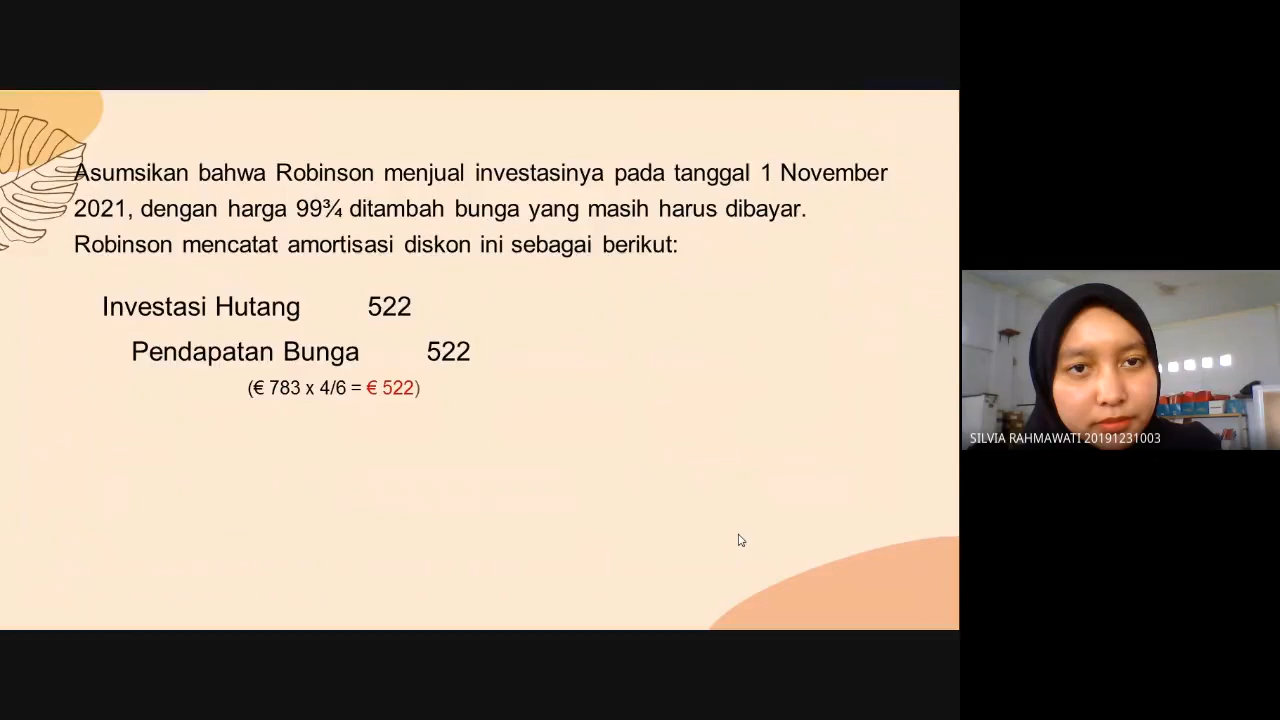 Asumsikan bahwa Robinson menjual investasinya pada tanggal 1 November
2021, dengan harga 99¾ ditambah bunga yang masih harus dibayar.
Robinson mencatat amortisasi diskon ini sebagai berikut:
Investasi Hutang 522
Pendapatan Bunga 522
(€ 783 x 4/6 = € 522)
SILVIA RAHMAWATI 20191231003